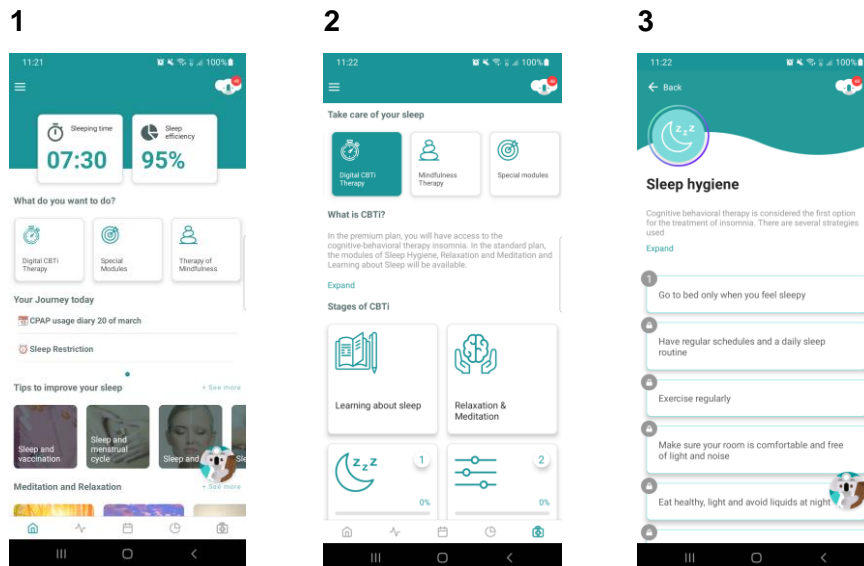 1
2
3
11:21
100%
Sleeping time
07:30
Sleep efficiency
95%
What do you want to do?
Digital CBTi
Therapy
Special
Modules
Therapy of
Mindfulness
Your Journey today
CPAP usage diary 20 of march
Sleep Restriction
Tips to improve your sleep
+ See more
Sleep and
vaccination
Sleep and
menstrual
cycle
Sleep and
Sle
Meditation and Relaxation
+ See more
11:22
100%
Take care of your sleep
Digital CBTi
Therapy
Mindfulness
Therapy
Special modules
What is CBTi?
In the premium plan, you will have access to the
cognitive-behavioral therapy insomnia. In the standard plan,
the modules of Sleep Hygiene, Relaxation and Meditation and
Learning about Sleep will be available.
Expand
Stages of CBTi
Learning about sleep
Relaxation &
Meditation
zzz
1
0%
2
0%
11:22
100%
Back
zzz
Sleep hygiene
Cognitive behavioral therapy is considered the first option
for the treatment of insomnia. There are several strategies
used
Expand
1
Go to bed only when you feel sleepy
Have regular schedules and a daily sleep
routine
Exercise regularly
Make sure your room is comfortable and free
of light and noise
Eat healthy, light and avoid liquids at night